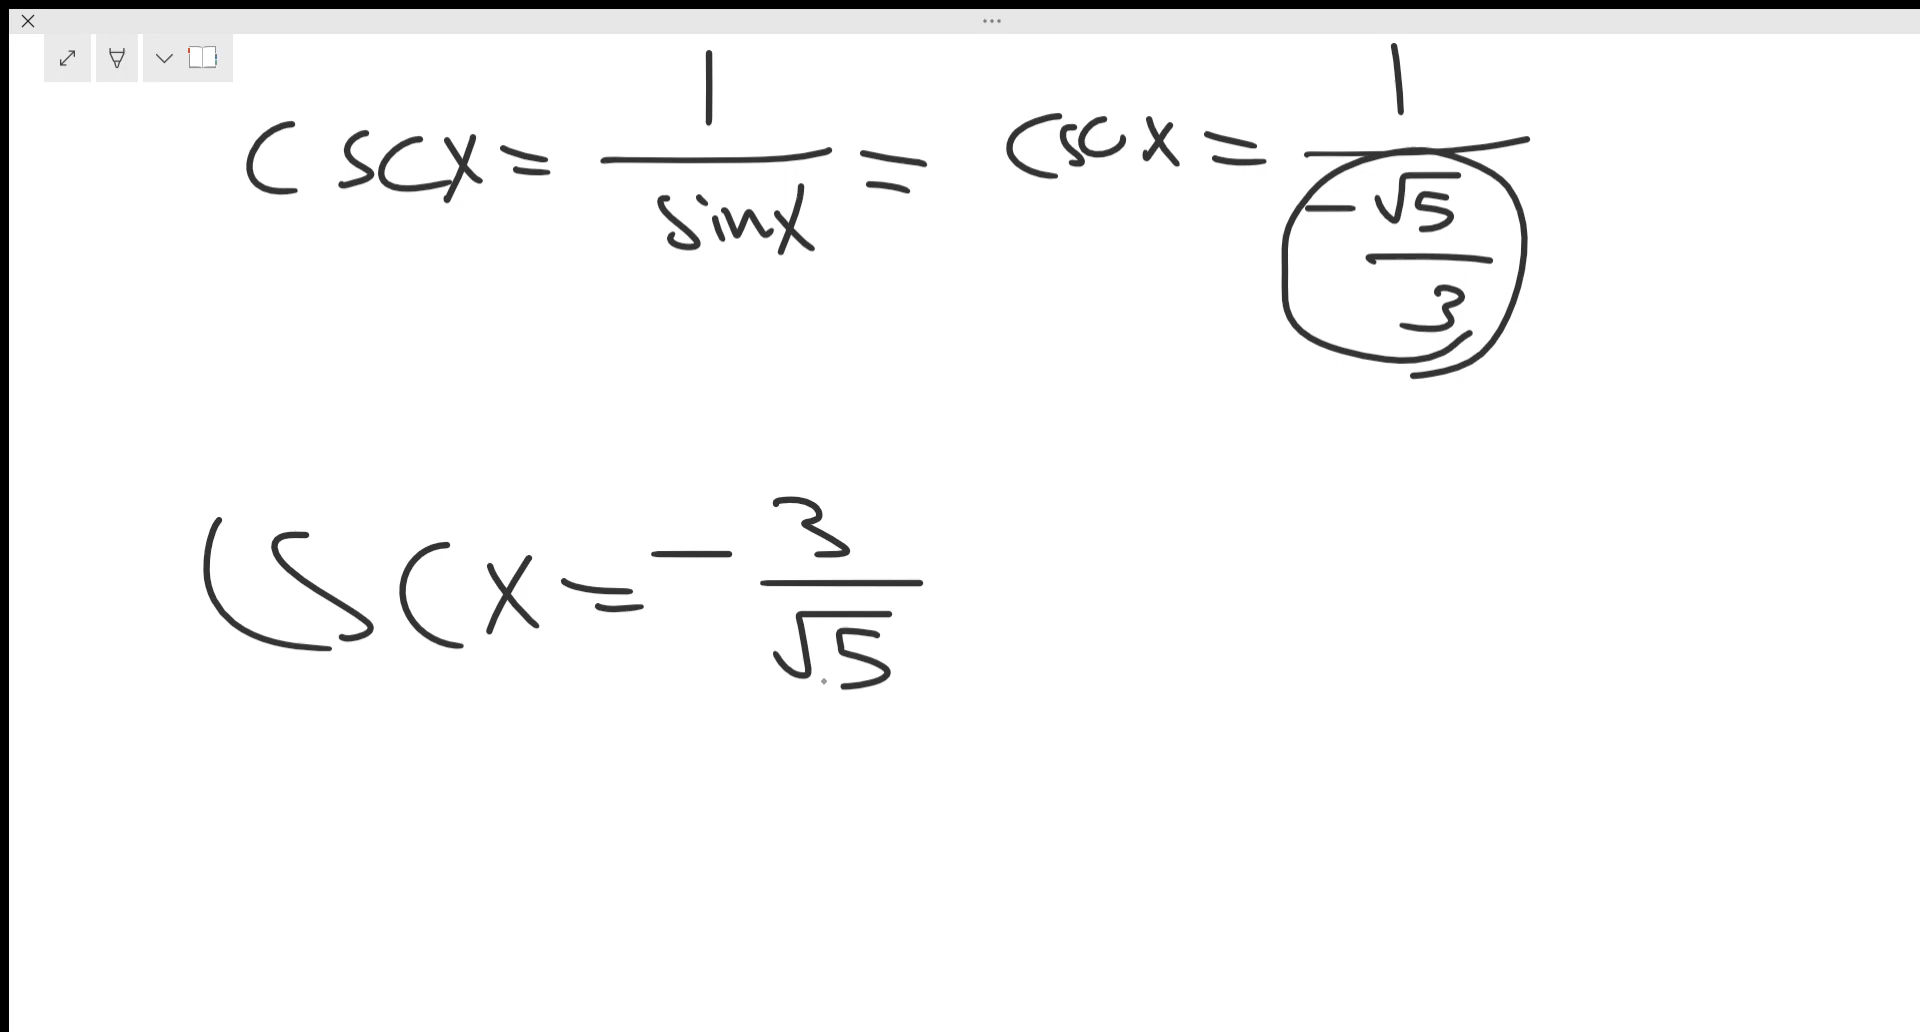 csc x = 1/sin x = csc x = 1/(-√5/3)
csc x = - 3/√5